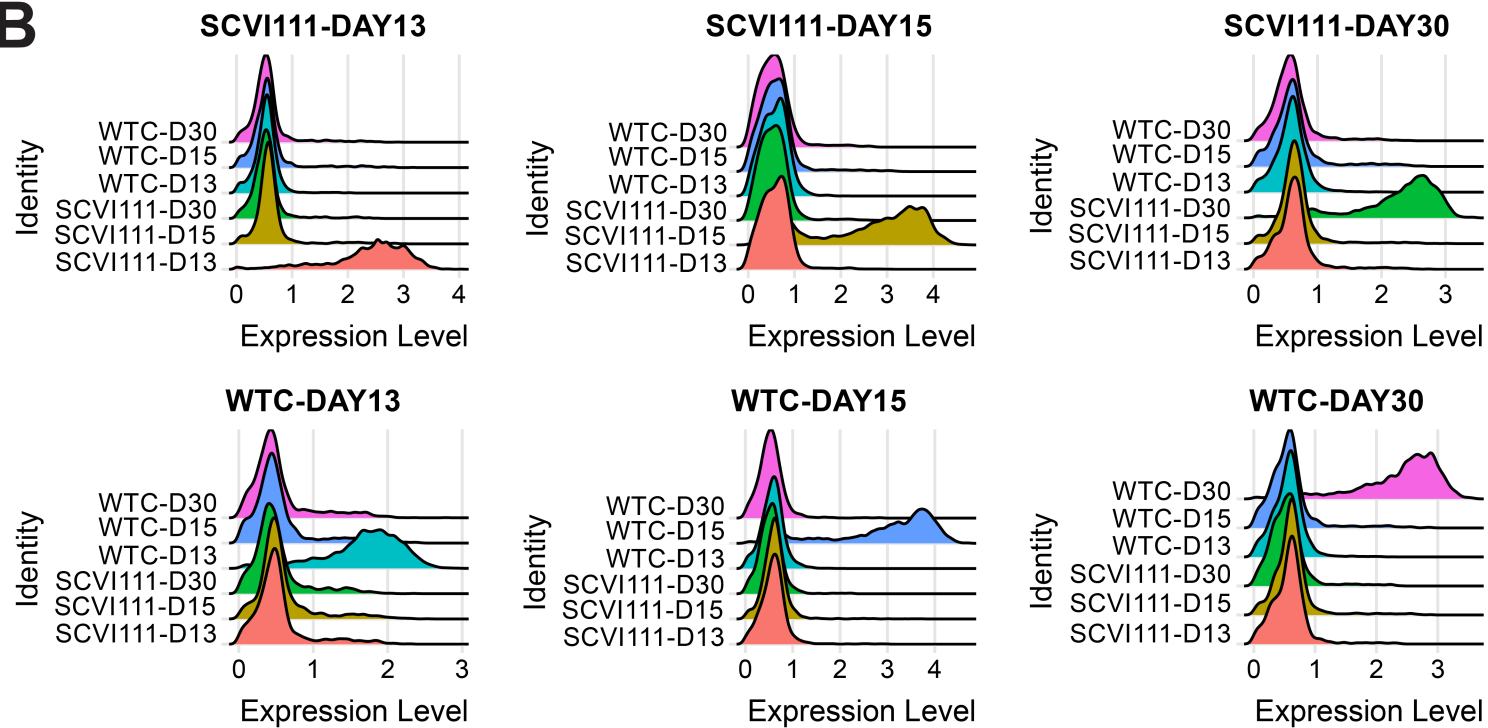 B
SCVI111-DAY13
Identity
WTC-D30
WTC-D15
WTC-D13
SCVI111-D30
SCVI111-D15
SCVI111-D13
0 1 2 3 4
Expression Level
SCVI111-DAY15
Identity
WTC-D30
WTC-D15
WTC-D13
SCVI111-D30
SCVI111-D15
SCVI111-D13
0 1 2 3 4
Expression Level
SCVI111-DAY30
Identity
WTC-D30
WTC-D15
WTC-D13
SCVI111-D30
SCVI111-D15
SCVI111-D13
0 1 2 3
Expression Level
WTC-DAY13
Identity
WTC-D30
WTC-D15
WTC-D13
SCVI111-D30
SCVI111-D15
SCVI111-D13
0 1 2 3
Expression Level
WTC-DAY15
Identity
WTC-D30
WTC-D15
WTC-D13
SCVI111-D30
SCVI111-D15
SCVI111-D13
0 1 2 3 4
Expression Level
WTC-DAY30
Identity
WTC-D30
WTC-D15
WTC-D13
SCVI111-D30
SCVI111-D15
SCVI111-D13
0 1 2 3
Expression Level